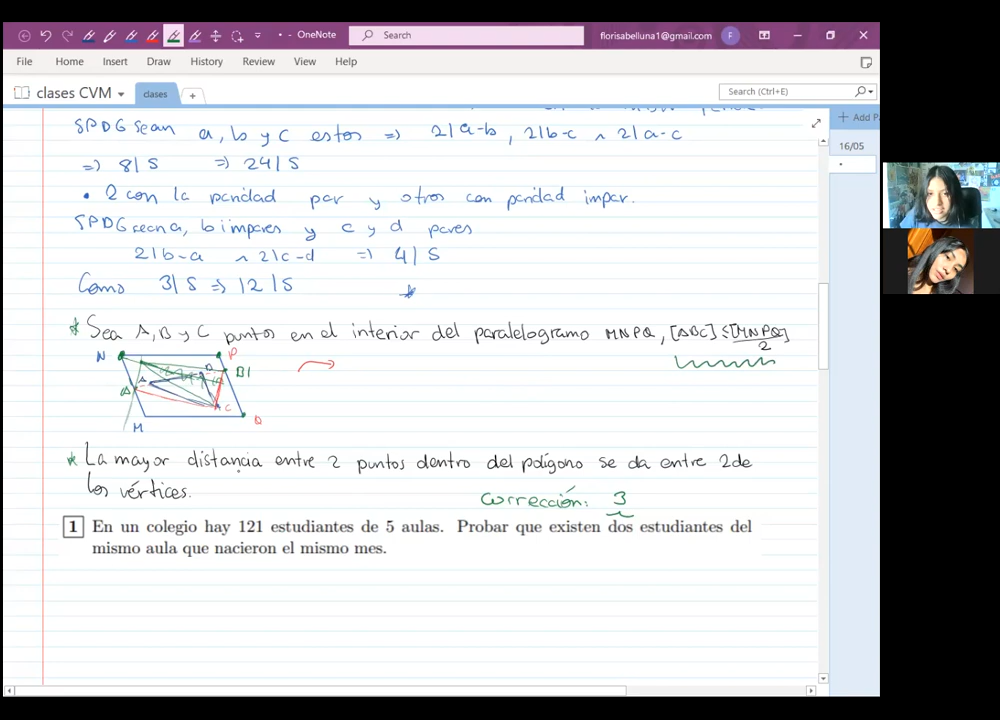 OneNote
Search
florisabelluna1@gmail.com
F
File Home Insert Draw History Review View Help
clases CVM
clases
Search (Ctrl+E)
Add P
16/05
SPDG sean a, b y c estos => 2|a-b, 2|b-c ∧ 2|a-c
=> 8|S => 24|S
• 2 con la paridad par y otros con paridad impar.
SPDG sean a, b impares y c y d pares
2|b-a ∧ 2|c-d => 4|S
Como 3|S => 12|S
* Sea A, B y C puntos en el interior del paralelogramo MNPQ, [ABC] ≤ [MNPQ]
2
N P
A B B1
A C
M Q
* La mayor distancia entre 2 puntos dentro del polígono se da entre 2 de
los vértices.
Corrección: 3
1 En un colegio hay 121 estudiantes de 5 aulas. Probar que existen dos estudiantes del
mismo aula que nacieron el mismo mes.